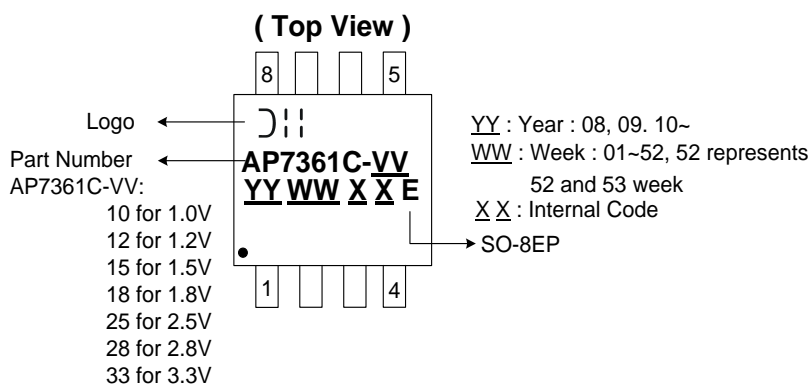 ( Top View )
8
5
Logo
Part Number
AP7361C-VV:
10 for 1.0V
12 for 1.2V
15 for 1.5V
18 for 1.8V
25 for 2.5V
28 for 2.8V
33 for 3.3V
AP7361C-VV
YY WW X X E
1
4
YY : Year : 08, 09. 10~
WW : Week : 01~52, 52 represents
52 and 53 week
X X : Internal Code
SO-8EP